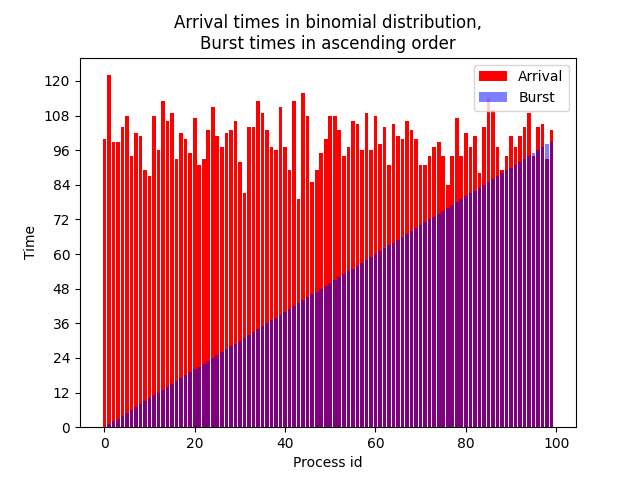 Arrival times in binomial distribution,
Burst times in ascending order
Arrival
Burst
120
108
96
84
72
60
48
36
24
12
0
Time
0 20 40 60 80 100
Process id